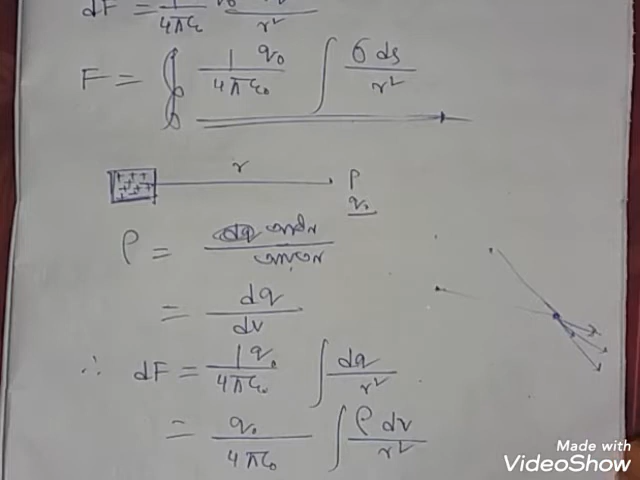 dF = 1/4πε₀ r²
F = 1/4πε₀ q₀ ∫ σ ds/r²
r
P
q₀
ρ = আধান/আয়তন
= dq/dv
∴ dF = 1 q₀/4πε₀ ∫ dq/r²
= q₀/4πε₀ ∫ ρ dv/r²
Made with
VideoShow